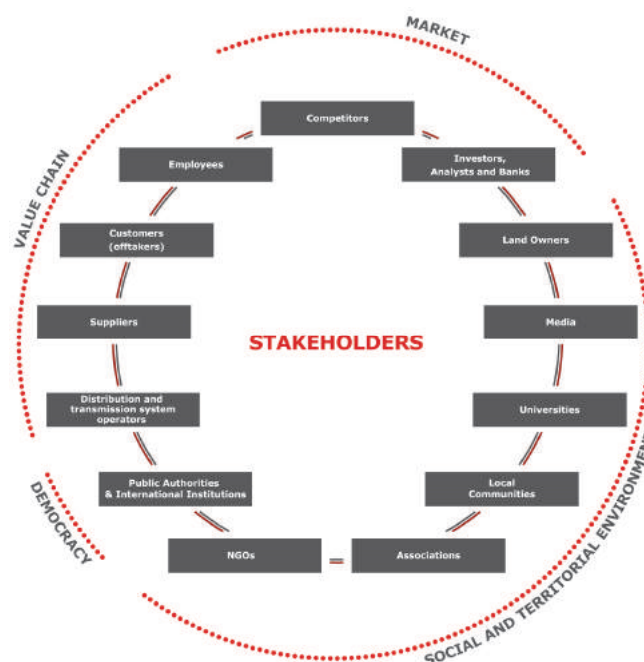 MARKET
VALUE CHAIN
Competitors
Employees
Investors,
Analysts and Banks
Customers
(offtakers)
Land Owners
Suppliers
STAKEHOLDERS
Media
Distribution and
transmission system
operators
Universities
Public Authorities
& International Institutions
Local
Communities
DEMOCRACY
NGOs
Associations
SOCIAL AND TERRITORIAL ENVIRONMENT